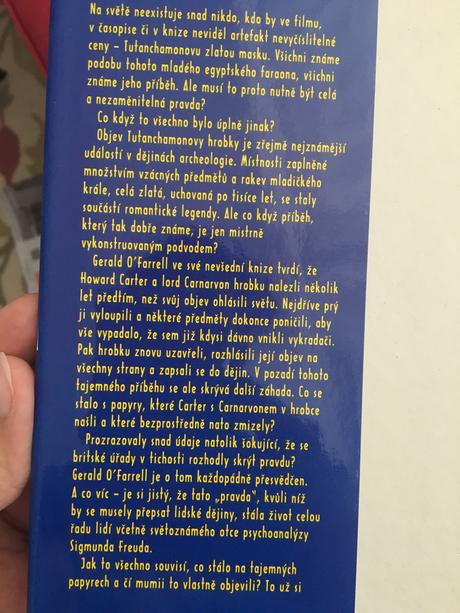 Na světě neexistuje snad nikdo, kdo by ve filmu,
v časopise či v knize neviděl artefakt nevyčíslitelné
ceny – Tutanchamonovu zlatou masku. Všichni známe
podobu tohoto mladého egyptského faraona, všichni
známe jeho příběh. Ale musí to proto nutně být celá
a nezaměnitelná pravda?
Co když to všechno bylo úplně jinak?
Objev Tutanchamonovy hrobky je zřejmě nejznámější
událostí v dějinách archeologie. Místnosti zaplněné
množstvím vzácných předmětů a rakev mladičkého
krále, celá zlatá, uchovaná po tisíce let, se staly
součástí romantické legendy. Ale co když příběh,
který tak dobře známe, je jen mistrně
vykonstruovaným podvodem?
Gerald O'Farrell ve své nevšední knize tvrdí, že
Howard Carter a lord Carnarvon hrobku nalezli několik
let předtím, než svůj objev ohlásili světu. Nejdříve prý
ji vyloupili a některé předměty dokonce poničili, aby
vše vypadalo, že sem již kdysi dávno vnikli vykradači.
Pak hrobku znovu uzavřeli, rozhlásili její objev na
všechny strany a zapsali se do dějin. V pozadí tohoto
tajemného příběhu se ale skrývá další záhada. Co se
stalo s papyry, které Carter s Carnarvonem v hrobce
našli a které bezprostředně nato zmizely?
Prozrazovaly snad údaje natolik šokující, že se
britské úřady v tichosti rozhodly skrýt pravdu?
Gerald O'Farrell je o tom každopádně přesvědčen.
A co víc – je si jistý, že tato „pravda“, kvůli níž
by se musely přepsat lidské dějiny, stála život celou
řadu lidí včetně světoznámého otce psychoanalýzy
Sigmunda Freuda.
Jak to všechno souvisí, co stálo na tajemných
papyrech a čí mumii to vlastně objevili? To už si